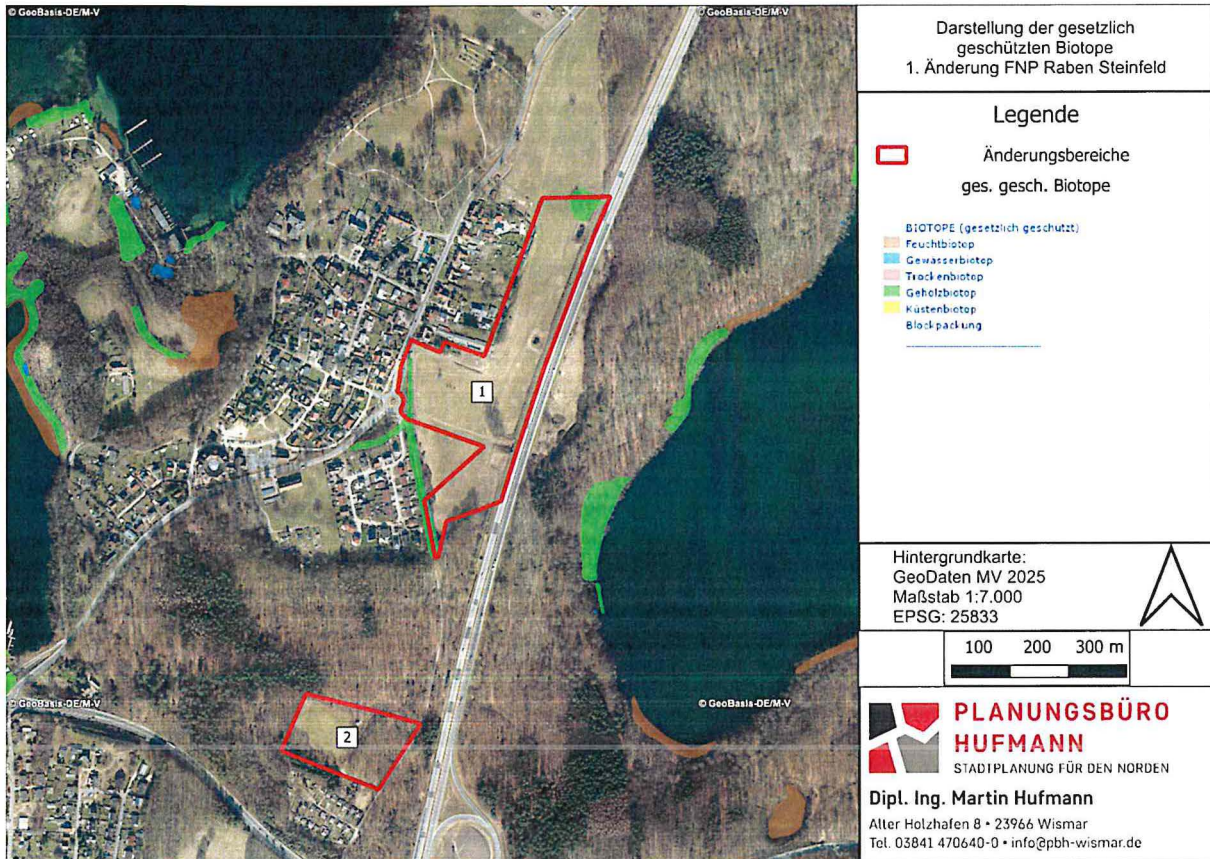 © GeoBasis-DE/M-V
© GeoBasis-DE/M-V
1
© GeoBasis-DE/M-V
© GeoBasis-DE/M-V
2
Darstellung der gesetzlich
geschützten Biotope
1. Änderung FNP Raben Steinfeld
Legende
Änderungsbereiche
ges. gesch. Biotope
BIOTOPE (gesetzlich geschützt)
Feuchtbiotop
Gewässerbiotop
Trockenbiotop
Geholzbiotop
Küstenbiotop
Blockpackung
Hintergrundkarte:
GeoDaten MV 2025
Maßstab 1:7.000
EPSG: 25833
100 200 300 m
PLANUNGSBÜRO
HUFMANN
STADTPLANUNG FÜR DEN NORDEN
Dipl. Ing. Martin Hufmann
Alter Holzhafen 8 • 23966 Wismar
Tel. 03841 470640-0 • info@pbh-wismar.de